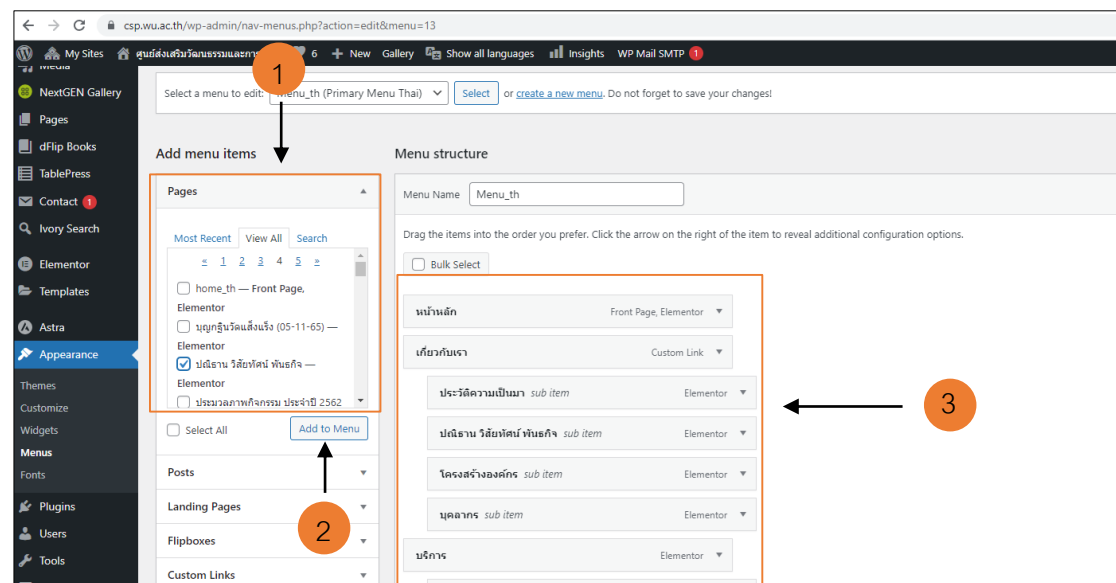 csp.wu.ac.th/wp-admin/nav-menus.php?action=edit&menu=13
My Sites
6
New
Gallery
Show all languages
Insights
WP Mail SMTP 1
Media
NextGEN Gallery
Pages
dFlip Books
TablePress
Contact 1
Ivory Search
Elementor
Templates
Astra
Appearance
Themes
Customize
Widgets
Menus
Fonts
Plugins
Users
Tools
1
Select a menu to edit: Menu_th (Primary Menu Thai) Select or create a new menu. Do not forget to save your changes!
Add menu items
Pages
Most Recent View All Search
« 1 2 3 4 5 »
home_th — Front Page,
Elementor
บุญกฐินวัดแส็งแร็ง (05-11-65) —
Elementor
ปณิธาน วิสัยทัศน์ พันธกิจ —
Elementor
ประมวลภาพกิจกรรม ประจำปี 2562
Select All Add to Menu
Posts
Landing Pages
2
Flipboxes
Custom Links
Menu structure
Menu Name Menu_th
Drag the items into the order you prefer. Click the arrow on the right of the item to reveal additional configuration options.
Bulk Select
หน้าหลัก Front Page, Elementor
เกี่ยวกับเรา Custom Link
ประวัติความเป็นมา sub item Elementor
ปณิธาน วิสัยทัศน์ พันธกิจ sub item Elementor
โครงสร้างองค์กร sub item Elementor
บุคลากร sub item Elementor
บริการ Elementor
3